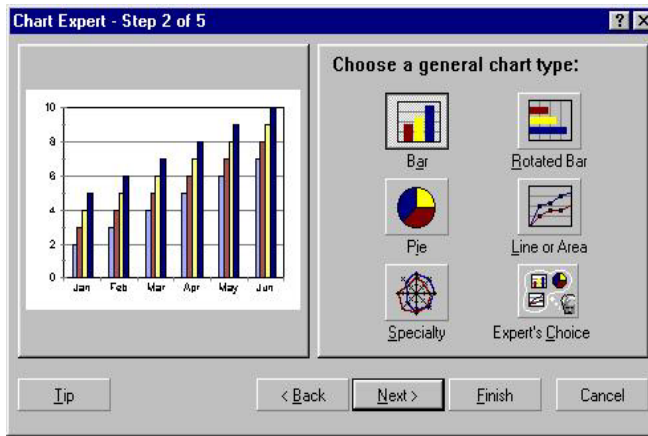 Chart Expert - Step 2 of 5
Choose a general chart type:
10
8
6
4
2
0
Jan Feb Mar Apr May Jun
Bar Rotated Bar
Pie Line or Area
Specialty Expert's Choice
Tip < Back Next > Finish Cancel